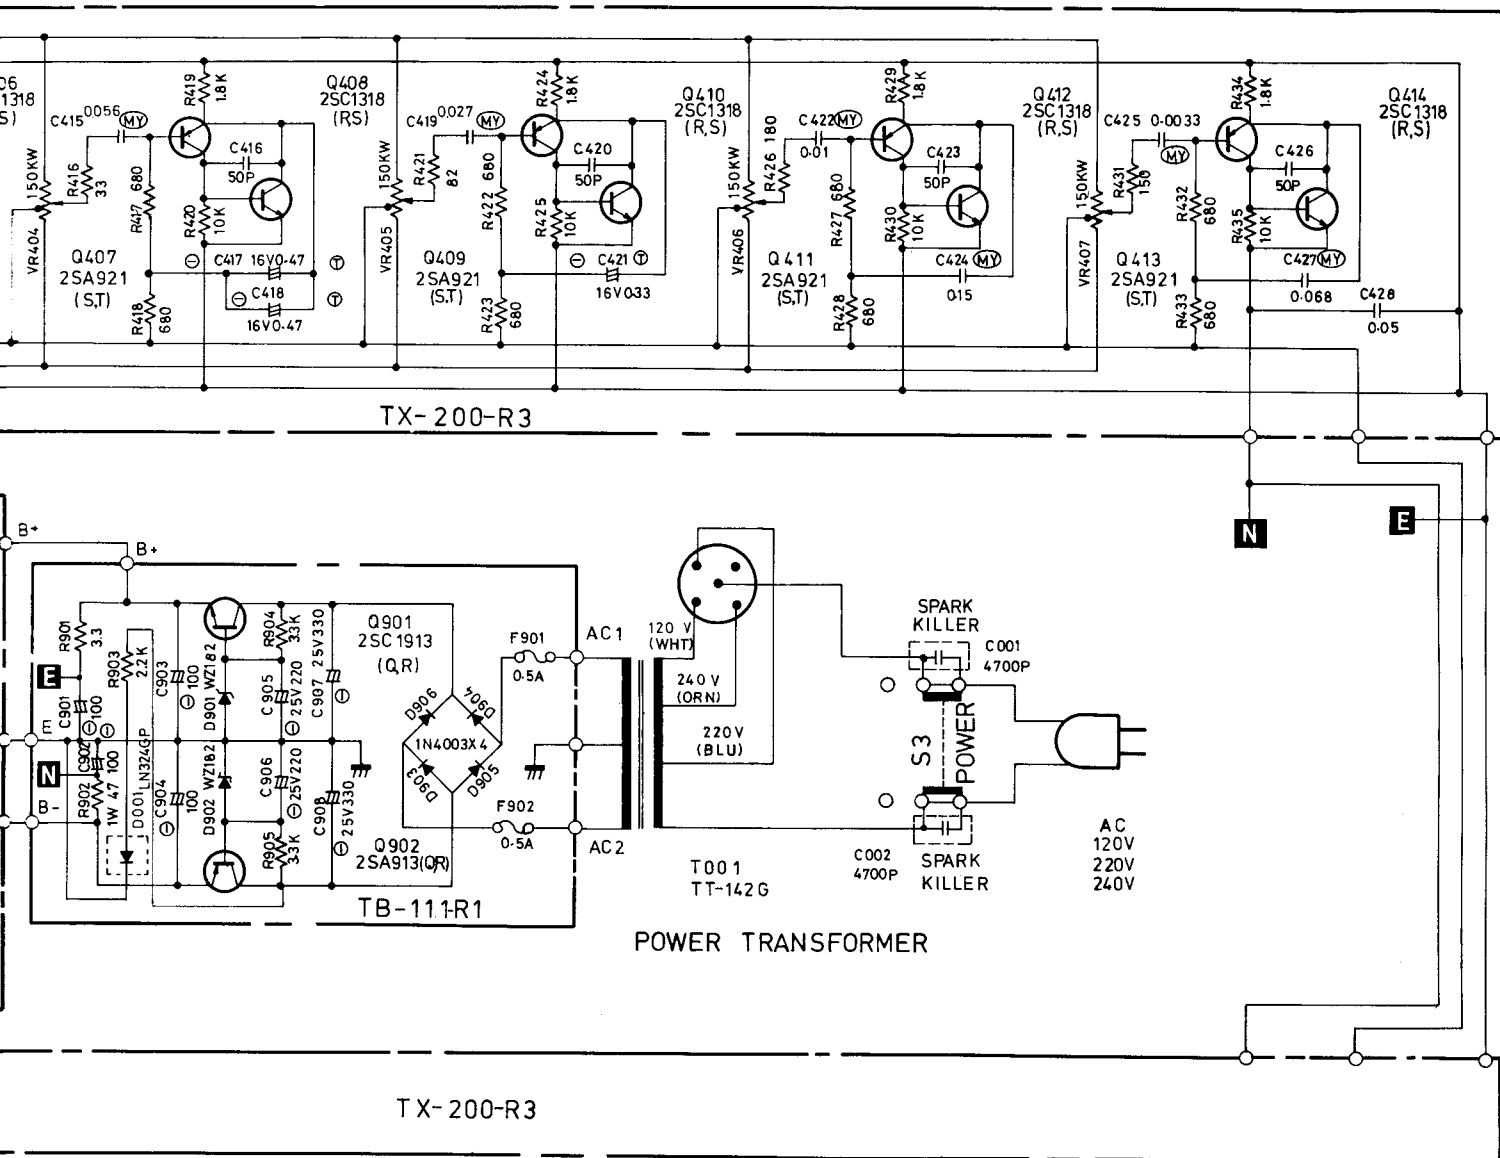 06
1318
S)
C415
0056
MY
R419
1.8K
Q408
2SC1318
(R,S)
150KW
R416
33
680
R417
C416
50P
R420
10K
VR404
Q407
2SA921
(S,T)
C417 16V0.47
C418
16V0.47
R418
680
C419
0027
MY
R424
1.8K
Q410
2SC1318
(R,S)
150KW
R421
82
680
R422
C420
50P
R425
10K
VR405
Q409
2SA921
(S,T)
C421 T
16V0.33
R423
680
C422
MY
0.01
R429
1.8K
Q412
2SC1318
(R,S)
150KW
R426 180
680
R427
C423
50P
R430
10K
VR406
Q411
2SA921
(S,T)
C424 MY
0.15
R428
680
C425 0.0033
MY
R434
1.8K
Q414
2SC1318
(R,S)
150KW
R431
150
R432
680
C426
50P
R435
10K
VR407
Q413
2SA921
(S,T)
C427 MY
0.068
R433
680
C428
0.05
TX-200-R3
N
E
B+
B+
R901
3.3
E
C901
100
E
N
B-
R903
2.2K
C902
100
R902
1W 47
D001
LN324GP
C903
100
C904
100
D901 WZ182
D902 WZ182
R904
3.3K
C905
25V220
C906
25V220
R905
3.3K
C907 25V330
C908
25V330
Q901
2SC1913
(Q,R)
D906
D904
1N4003X4
D903
D905
Q902
2SA913(Q,R)
F901
0.5A
F902
0.5A
AC1
AC2
TB-111-R1
120 V
(WHT)
240 V
(ORN)
220V
(BLU)
T001
TT-142G
POWER TRANSFORMER
SPARK
KILLER
C001
4700P
S3
POWER
C002
4700P
SPARK
KILLER
AC
120V
220V
240V
TX-200-R3